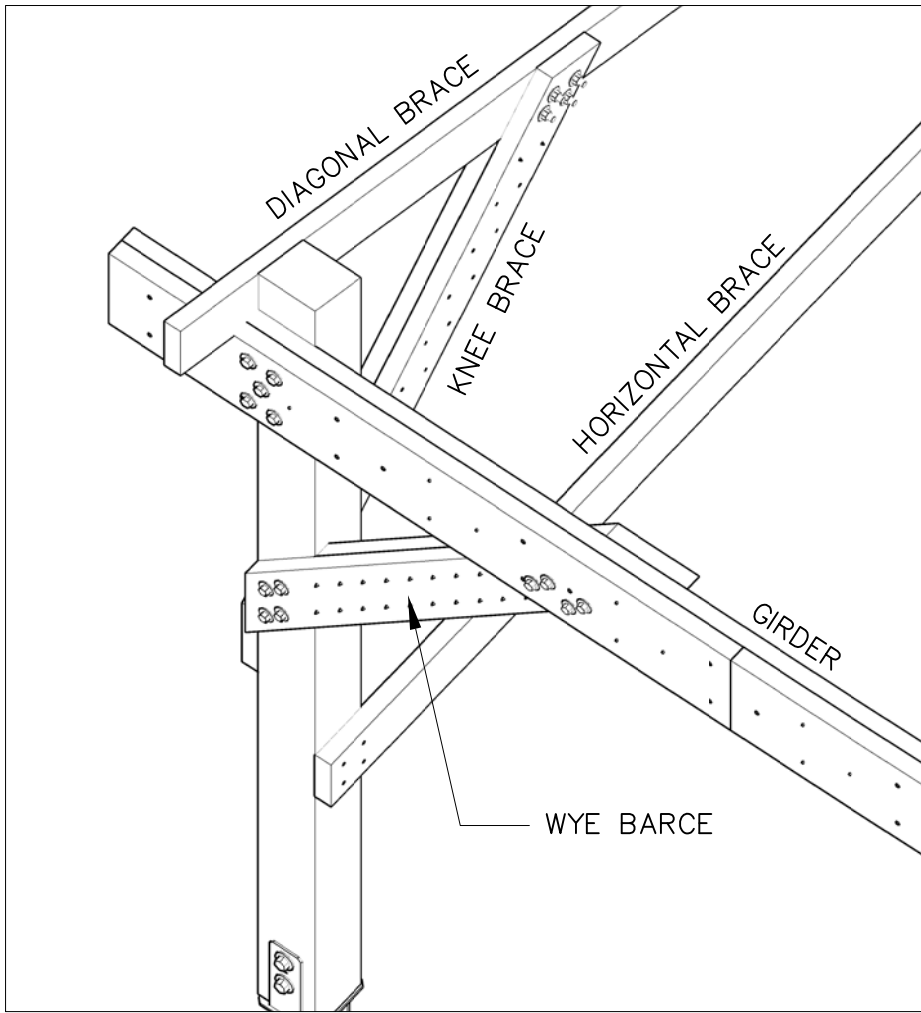 DIAGONAL BRACE
KNEE BRACE
HORIZONTAL BRACE
GIRDER
WYE BARCE